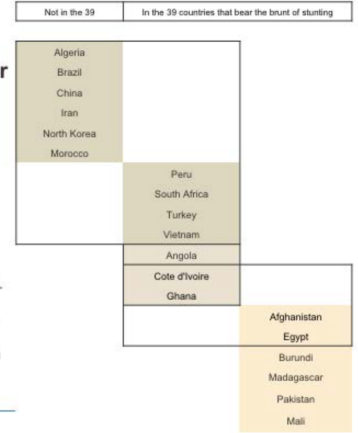 Not in the 39
In the 39 countries that bear the brunt of stunting
r
Algeria
Brazil
China
Iran
North Korea
Morocco
Peru
South Africa
Turkey
Vietnam
Angola
Cote d'Ivoire
Ghana
Afghanistan
Egypt
Burundi
Madagascar
Pakistan
Mali